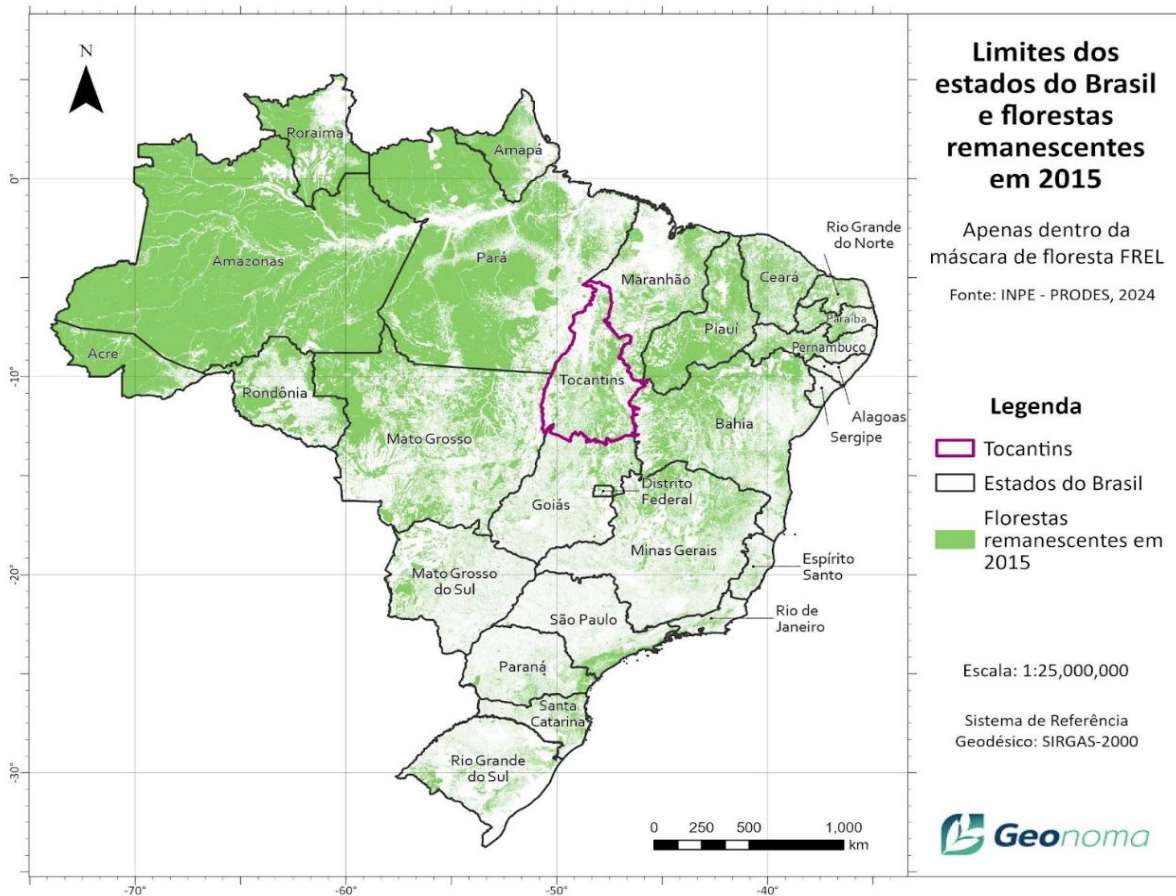 Limites dos
estados do Brasil
e florestas
remanescentes
em 2015
Apenas dentro da
máscara de floresta FREL
Fonte: INPE - PRODES, 2024
Legenda
Tocantins
Estados do Brasil
Florestas
remanescentes em
2015
Escala: 1:25,000,000
Sistema de Referência
Geodésico: SIRGAS-2000
Geonoma
N
Roraima
Amapá
Amazonas
Pará
Maranhão
Ceará
Rio Grande
do Norte
Paraíba
Piauí
Pernambuco
Acre
Rondônia
Tocantins
Alagoas
Sergipe
Bahia
Mato Grosso
Distrito
Federal
Goiás
Minas Gerais
Espírito
Santo
Mato Grosso
do Sul
São Paulo
Rio de
Janeiro
Paraná
Santa
Catarina
Rio Grande
do Sul
0 250 500 1,000
km
0°
-10°
-20°
-30°
-70° -60° -50° -40°